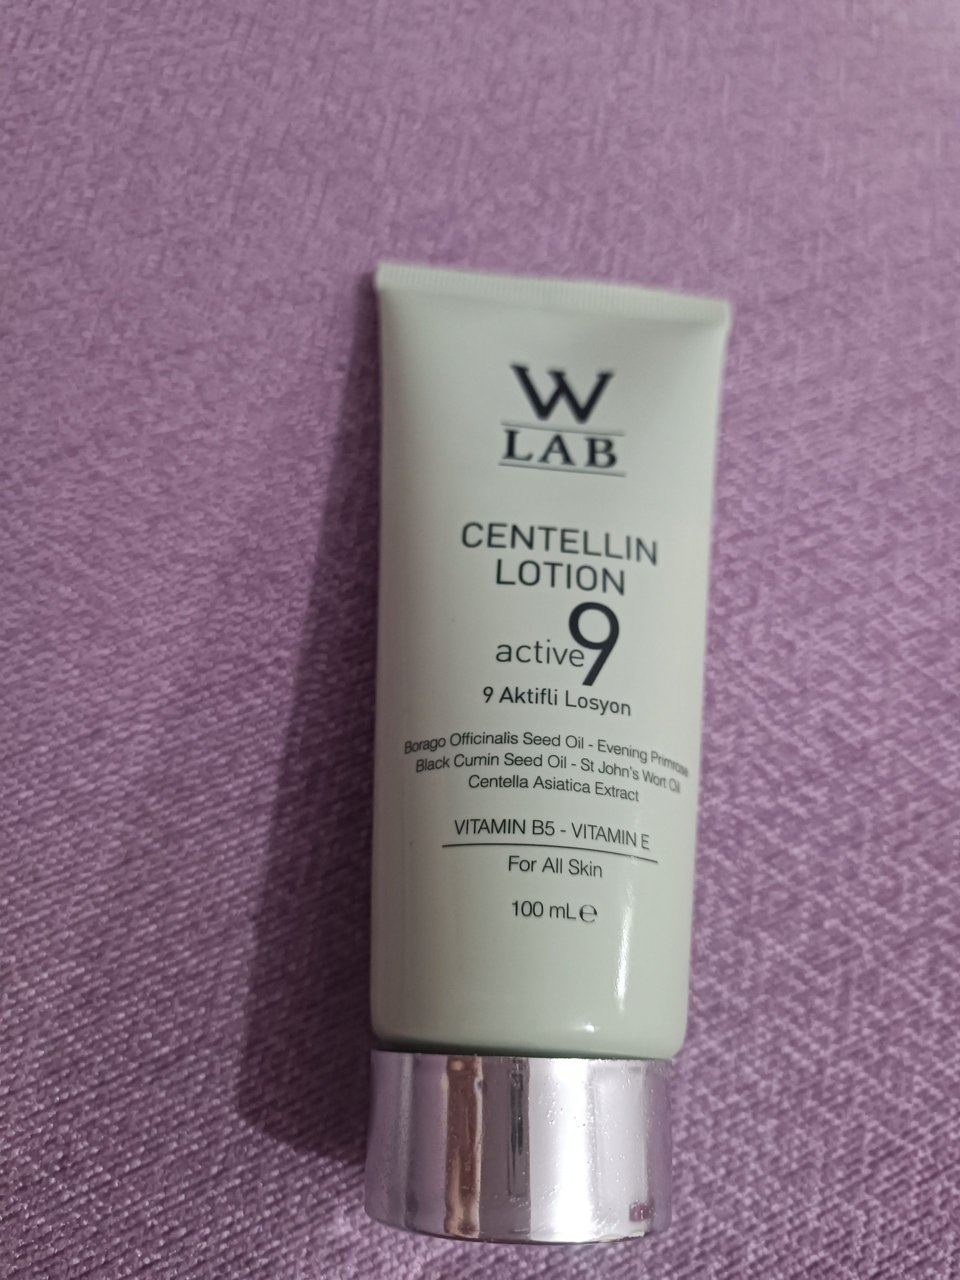 W
LAB
CENTELLIN
LOTION
active9
9 Aktifli Losyon
Borago Officinalis Seed Oil - Evening Primrose
Black Cumin Seed Oil - St John's Wort Oil
Centella Asiatica Extract
VITAMIN B5 - VITAMIN E
For All Skin
100 mL ℮